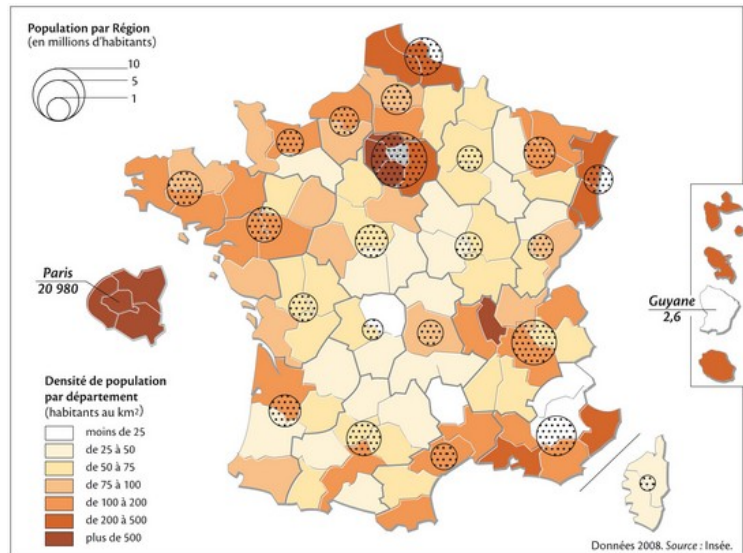 Population par Région
(en millions d'habitants)
10
5
1
Paris
20 980
Guyane
2,6
Densité de population
par département
(habitants au km²)
moins de 25
de 25 à 50
de 50 à 75
de 75 à 100
de 100 à 200
de 200 à 500
plus de 500
Données 2008. Source : Insée.